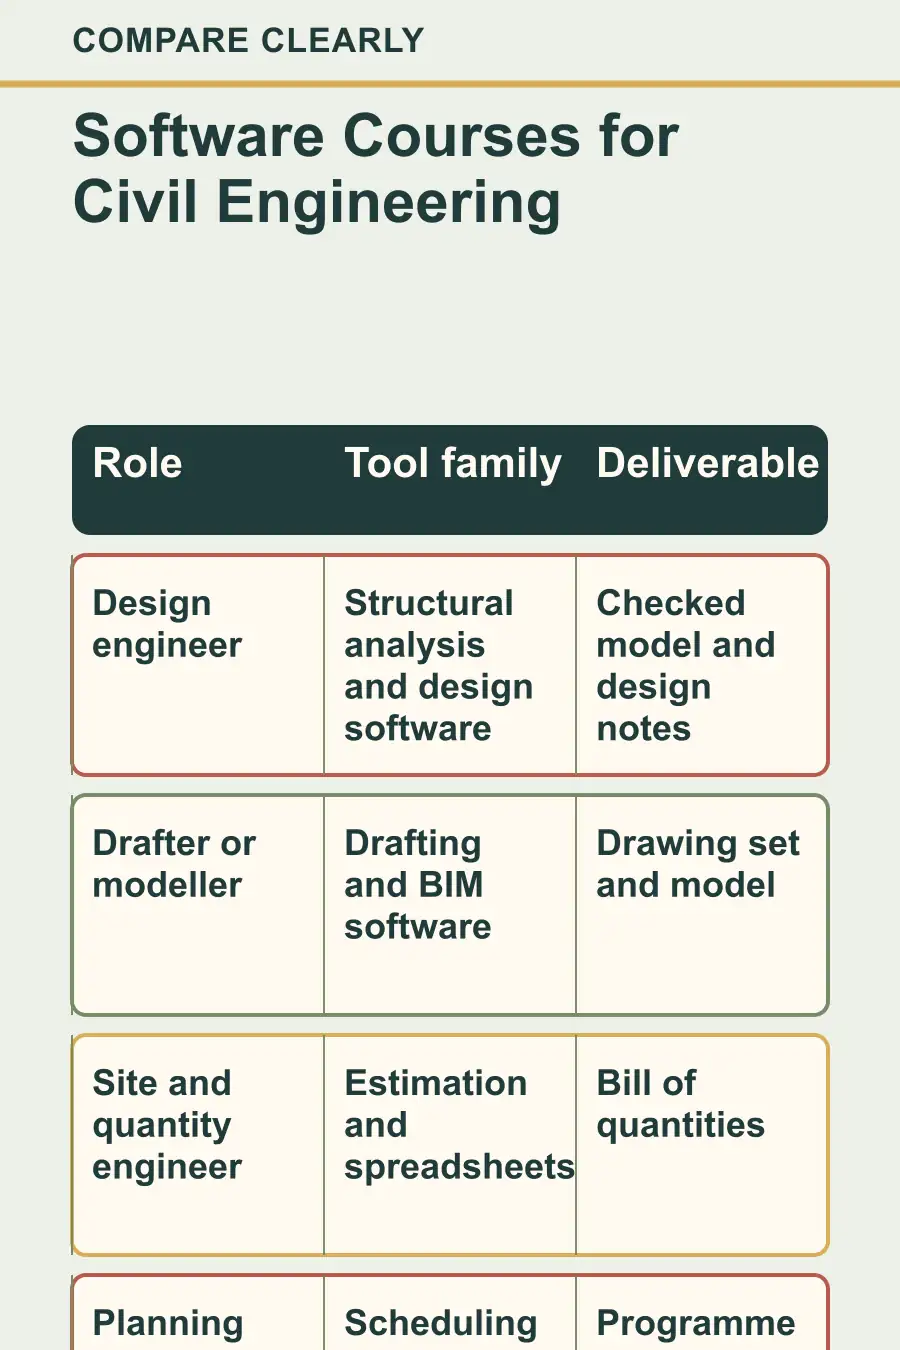 COMPARE CLEARLY
Software Courses for
Civil Engineering
Role
Tool family
Deliverable
Design
engineer
Structural
analysis
and design
software
Checked
model and
design
notes
Drafter or
modeller
Drafting
and BIM
software
Drawing set
and model
Site and
quantity
engineer
Estimation
and
spreadsheets
Bill of
quantities
Planning
Scheduling
Programme